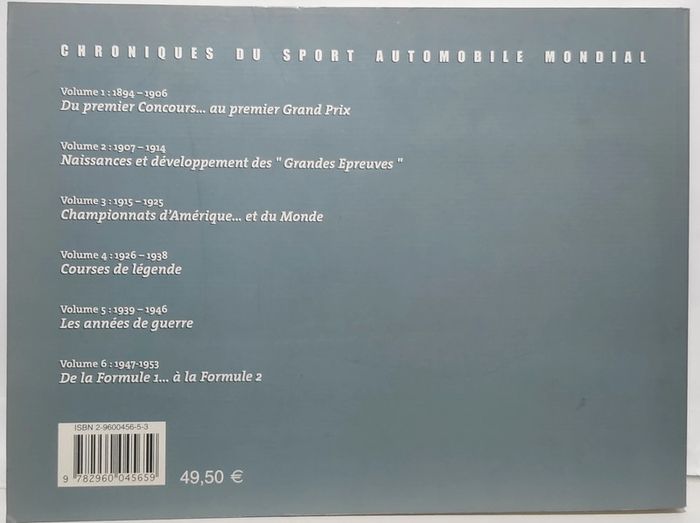 CHRONIQUES DU SPORT AUTOMOBILE MONDIAL
Volume 1 : 1894 – 1906
Du premier Concours... au premier Grand Prix
Volume 2 : 1907 – 1914
Naissances et développement des " Grandes Epreuves "
Volume 3 : 1915 – 1925
Championnats d'Amérique... et du Monde
Volume 4 : 1926 – 1938
Courses de légende
Volume 5 : 1939 – 1946
Les années de guerre
Volume 6 : 1947-1953
De la Formule 1... à la Formule 2
ISBN 2-9600456-5-3
9 782960 045659
49,50 €